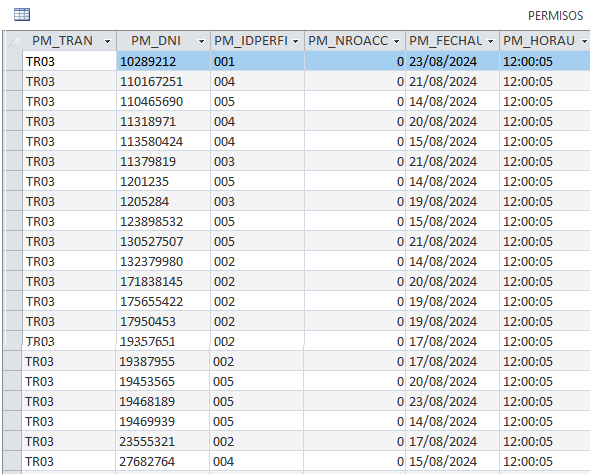 PERMISOS
PM_TRAN PM_DNI PM_IDPERFI PM_NROACC PM_FECHAU PM_HORAU
TR03 10289212 001 0 23/08/2024 12:00:05
TR03 110167251 004 0 21/08/2024 12:00:05
TR03 110465690 005 0 14/08/2024 12:00:05
TR03 11318971 004 0 20/08/2024 12:00:05
TR03 113580424 004 0 15/08/2024 12:00:05
TR03 11379819 003 0 21/08/2024 12:00:05
TR03 1201235 005 0 14/08/2024 12:00:05
TR03 1205284 003 0 19/08/2024 12:00:05
TR03 123898532 005 0 15/08/2024 12:00:05
TR03 130527507 005 0 21/08/2024 12:00:05
TR03 132379980 002 0 14/08/2024 12:00:05
TR03 171838145 002 0 20/08/2024 12:00:05
TR03 175655422 002 0 19/08/2024 12:00:05
TR03 17950453 002 0 19/08/2024 12:00:05
TR03 19357651 002 0 17/08/2024 12:00:05
TR03 19387955 002 0 17/08/2024 12:00:05
TR03 19453565 005 0 20/08/2024 12:00:05
TR03 19468189 005 0 23/08/2024 12:00:05
TR03 19469939 005 0 14/08/2024 12:00:05
TR03 23555321 002 0 17/08/2024 12:00:05
TR03 27682764 004 0 15/08/2024 12:00:05